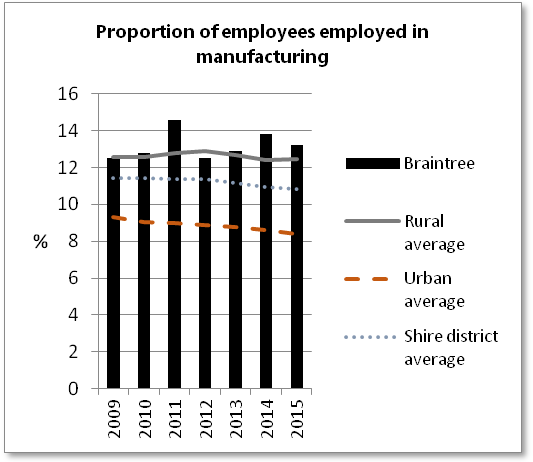 Proportion of employees employed in
manufacturing
16
14
12
10
8
6
4
2
0
%
2009
2010
2011
2012
2013
2014
2015
Braintree
Rural
average
Urban
average
Shire district
average